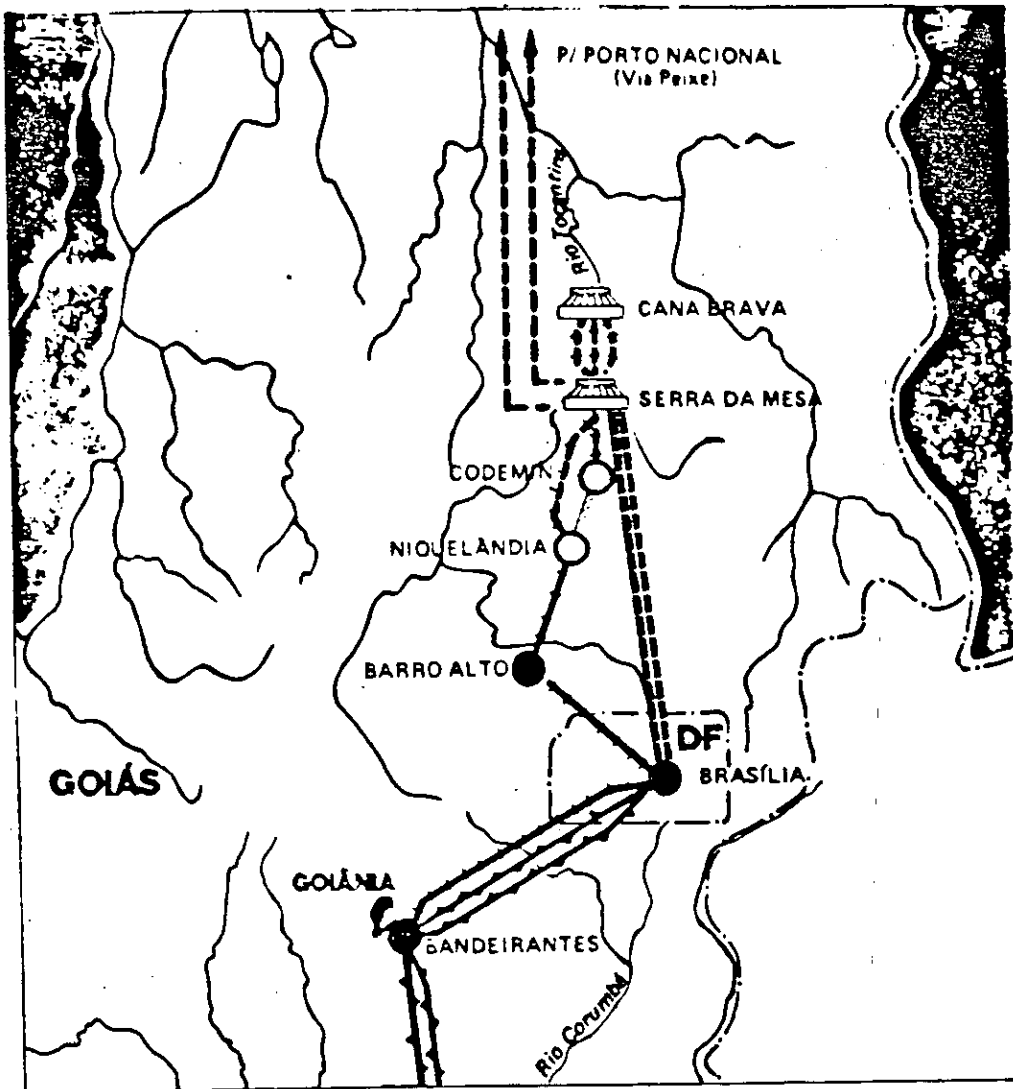 P/ PORTO NACIONAL
(Via Peixe)
Rio Tocantins
CANA BRAVA
SERRA DA MESA
CODEMIN
NIQUELÂNDIA
BARRO ALTO
DF
BRASÍLIA
GOIÁS
GOIÂNIA
BANDEIRANTES
Rio Corumbá